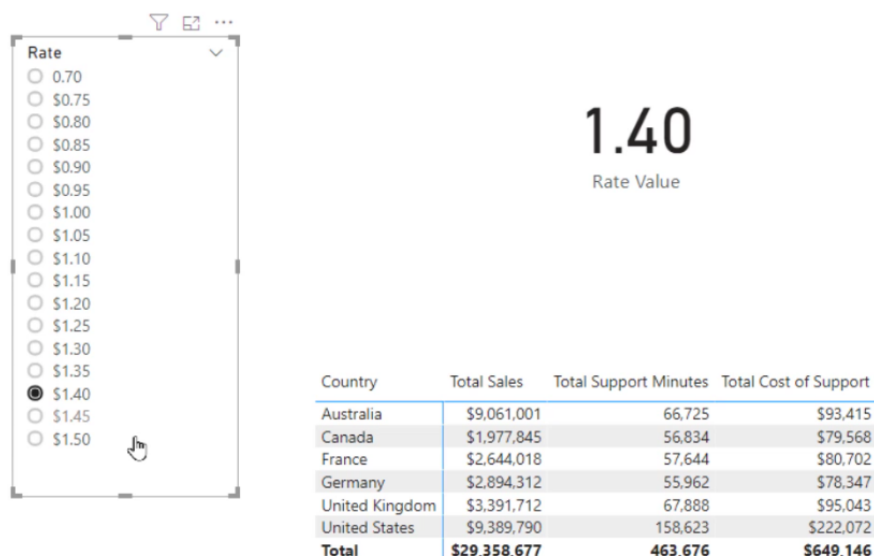 Rate
0.70
$0.75
$0.80
$0.85
$0.90
$0.95
$1.00
$1.05
$1.10
$1.15
$1.20
$1.25
$1.30
$1.35
$1.40
$1.45
$1.50
1.40
Rate Value
Country Total Sales Total Support Minutes Total Cost of Support
Australia $9,061,001 66,725 $93,415
Canada $1,977,845 56,834 $79,568
France $2,644,018 57,644 $80,702
Germany $2,894,312 55,962 $78,347
United Kingdom $3,391,712 67,888 $95,043
United States $9,389,790 158,623 $222,072
Total $29,358,677 463,676 $649,146